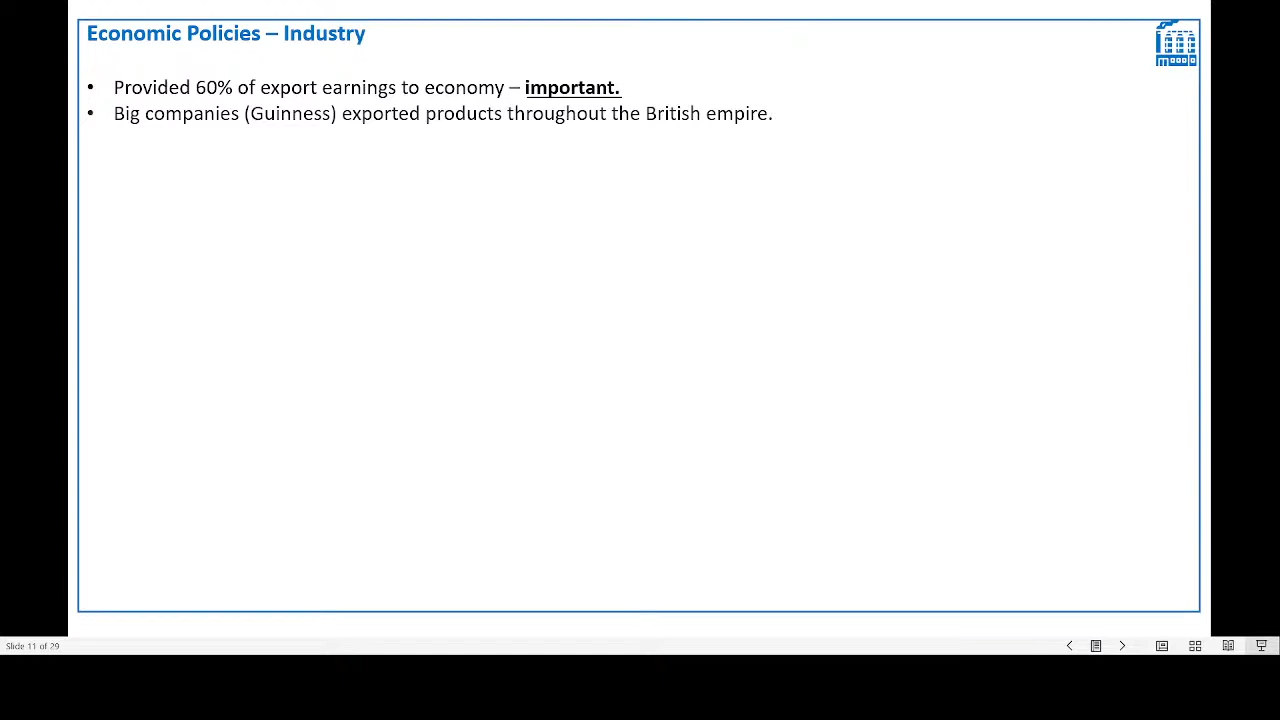 Economic Policies – Industry
• Provided 60% of export earnings to economy – important.
• Big companies (Guinness) exported products throughout the British empire.
Slide 11 of 29